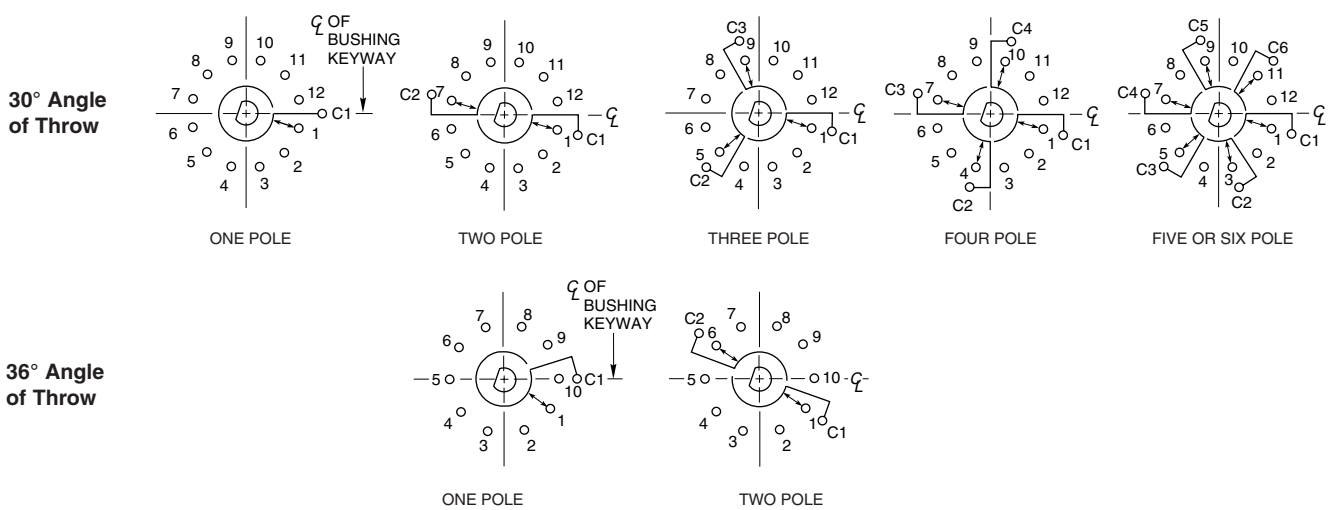 30° Angle
of Throw
℄ OF
BUSHING
KEYWAY
9 10
8 11
7 12
C1
6 1
5 2
4 3
ONE POLE
9 10
8 11
C2 7 12
℄
6 1 C1
5 2
4 3
TWO POLE
C3
9 10
8 11
7 12
℄
6 1 C1
5 2
C2 4 3
THREE POLE
C4
9 10
8 11
C3 7 12
℄
6 1 C1
5 2
4 3
C2
FOUR POLE
C5
9 10 C6
8 11
C4 7 12
℄
6 1 C1
5 2
C3 4 3
C2
FIVE OR SIX POLE
36° Angle
of Throw
℄ OF
BUSHING
KEYWAY
7 8
6 9
5 10 C1
4 1
3 2
ONE POLE
C2 7 8
6 9
5 10 ℄
4 1 C1
3 2
TWO POLE